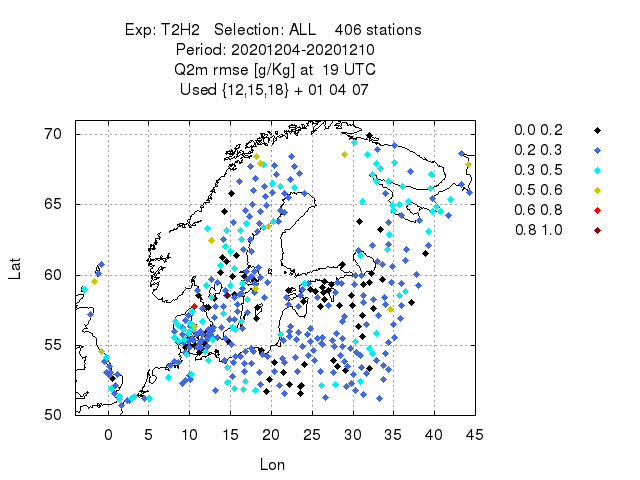 Exp: T2H2   Selection: ALL    406 stations
Period: 20201204-20201210
Q2m rmse [g/Kg] at  19 UTC
Used {12,15,18} + 01 04 07
70
65
60
55
50
Lat
0 5 10 15 20 25 30 35 40 45
Lon
0.0 0.2
0.2 0.3
0.3 0.5
0.5 0.6
0.6 0.8
0.8 1.0